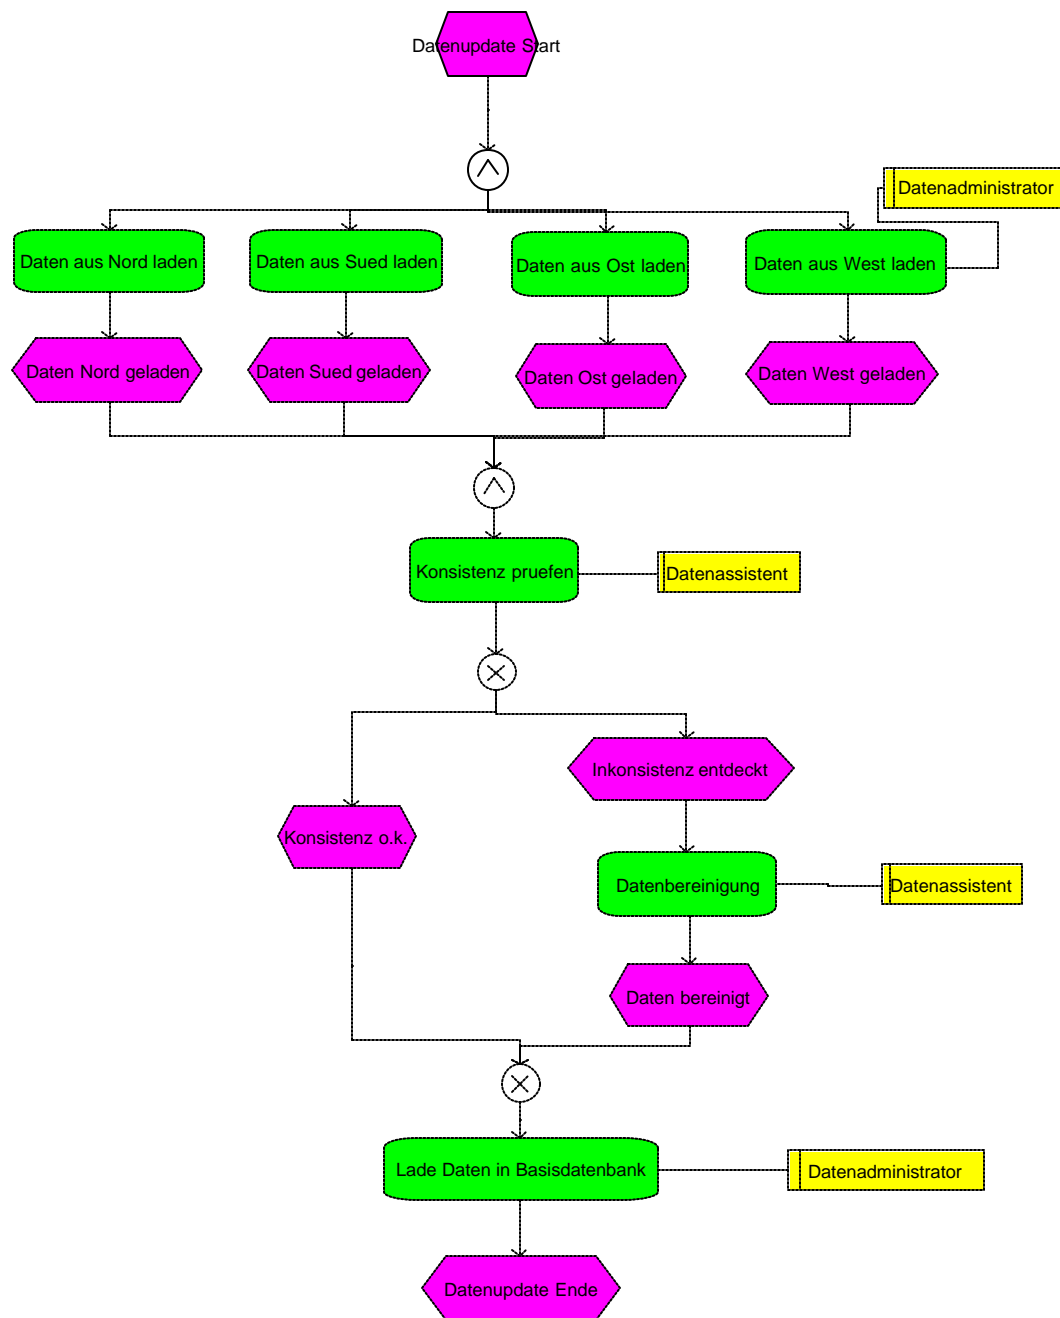 Datenupdate Start
Datenadministrator
Daten aus Nord laden
Daten aus Sued laden
Daten aus Ost laden
Daten aus West laden
Daten Nord geladen
Daten Sued geladen
Daten Ost geladen
Daten West geladen
Konsistenz pruefen
Datenassistent
Inkonsistenz entdeckt
Konsistenz o.k.
Datenbereinigung
Datenassistent
Daten bereinigt
Lade Daten in Basisdatenbank
Datenadministrator
Datenupdate Ende